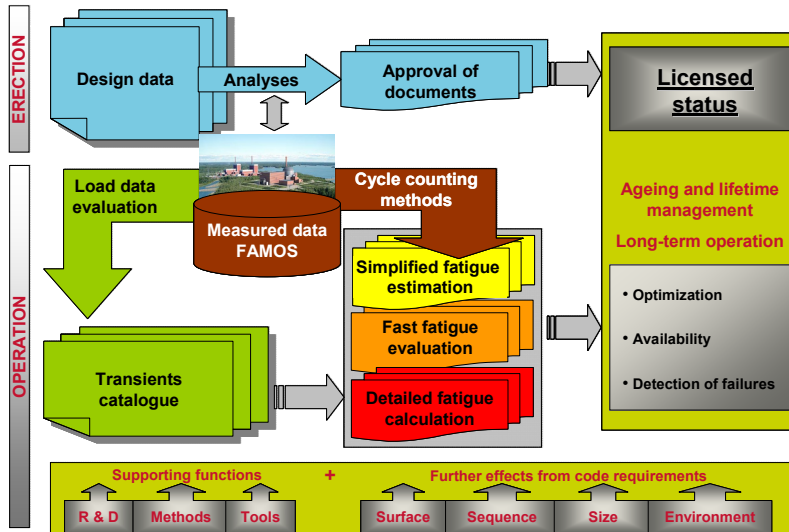 ERECTION
Design data
Analyses
Approval of
documents
Licensed
status
OPERATION
Load data
evaluation
Cycle counting
methods
Measured data
FAMOS
Simplified fatigue
estimation
Fast fatigue
evaluation
Detailed fatigue
calculation
Transients
catalogue
Ageing and lifetime
management
Long-term operation
• Optimization
• Availability
• Detection of failures
Supporting functions + Further effects from code requirements
R & D Methods Tools Surface Sequence Size Environment